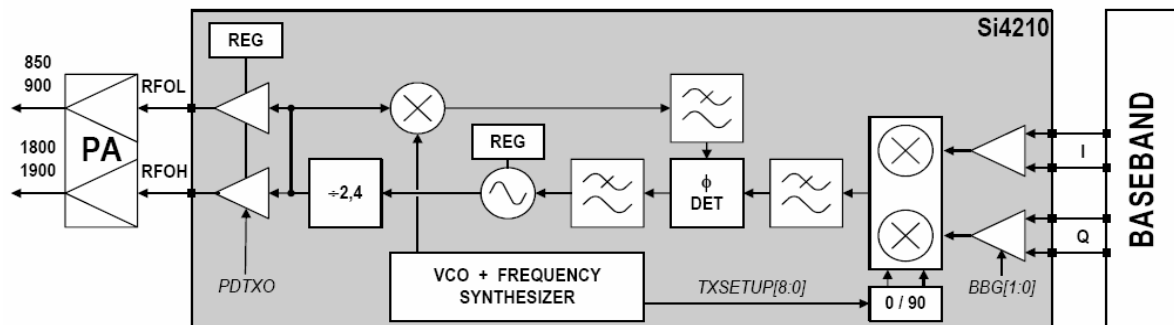 Si4210
REG
850
900
RFOL
PA
1800
1900
RFOH
REG
÷2,4
ϕ
DET
I
Q
BASEBAND
PDTXO
VCO + FREQUENCY
SYNTHESIZER
TXSETUP[8:0]
0 / 90
BBG[1:0]